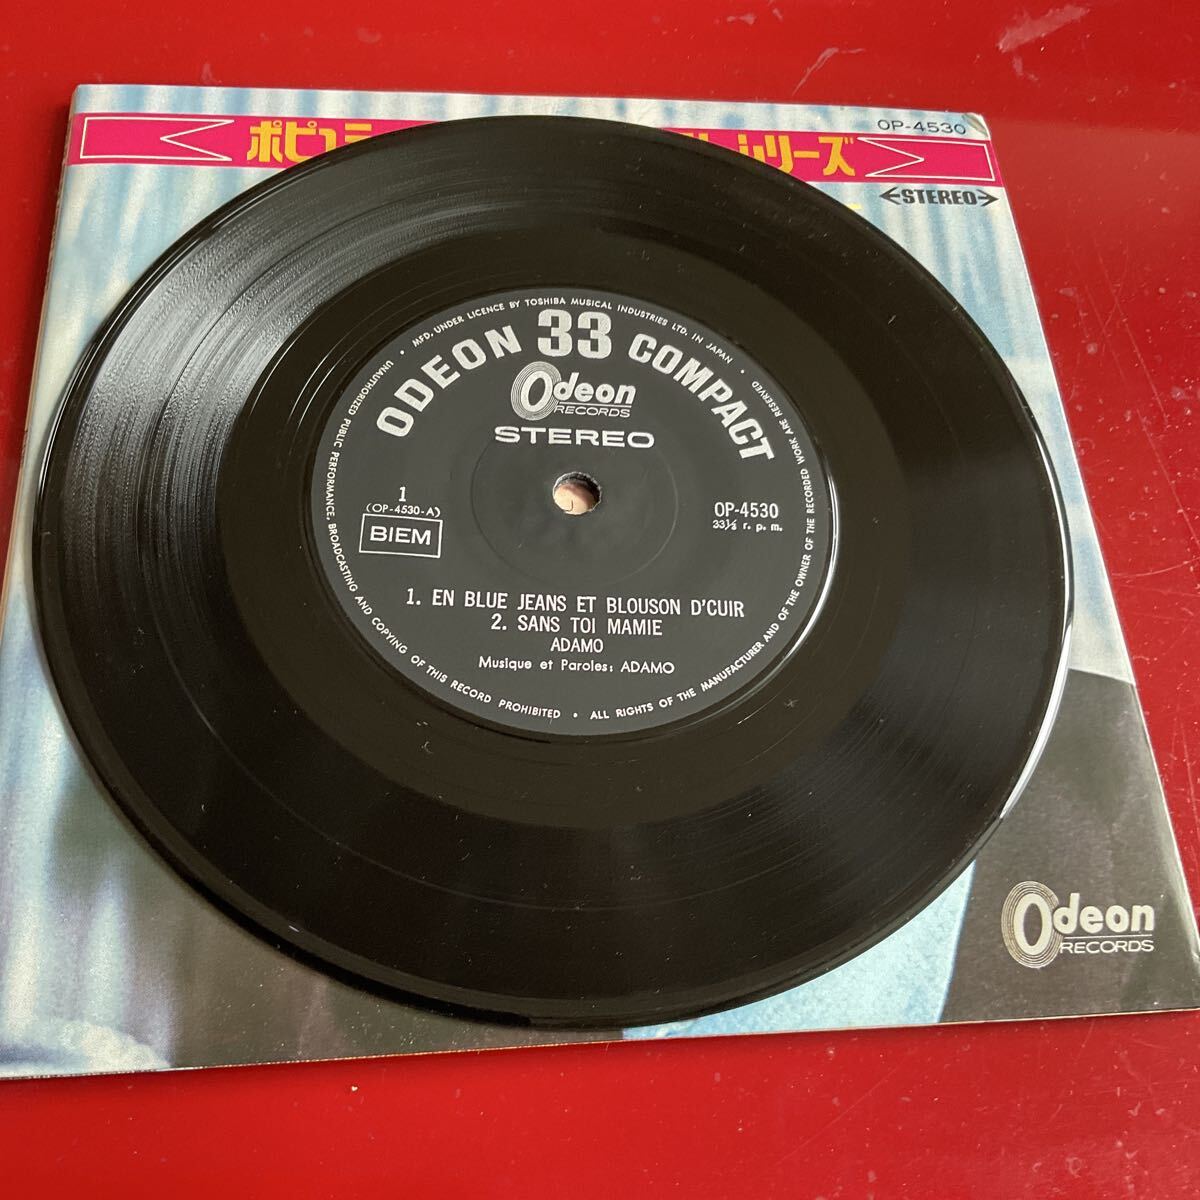 OP-4530
ポピュラー
シリーズ
STEREO
MFD. UNDER LICENCE BY TOSHIBA MUSICAL INDUSTRIES LTD. IN JAPAN
ODEON 33 COMPACT
Odeon
RECORDS
STEREO
1
(OP-4530-A)
BIEM
OP-4530
33⅓ r. p. m.
1. EN BLUE JEANS ET BLOUSON D'CUIR
2. SANS TOI MAMIE
ADAMO
Musique et Paroles: ADAMO
UNAUTHORIZED PUBLIC PERFORMANCE, BROADCASTING AND COPYING OF THIS RECORD PROHIBITED • ALL RIGHTS OF THE MANUFACTURER AND OF THE OWNER OF THE RECORDED WORK ARE RESERVED
Odeon
RECORDS